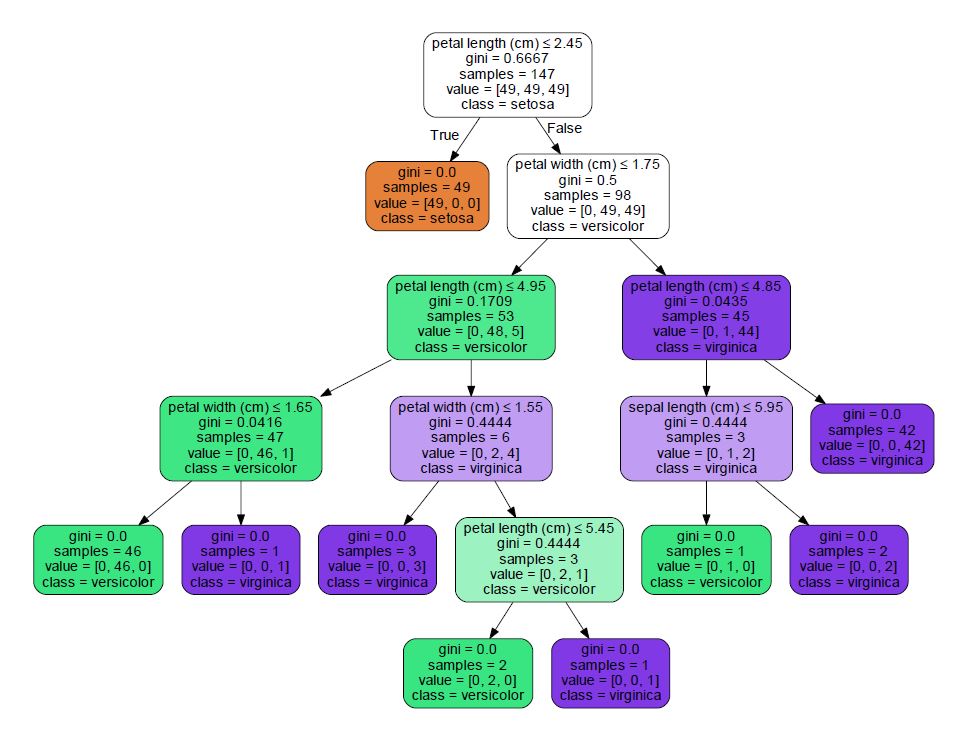 petal length (cm) ≤ 2.45
gini = 0.6667
samples = 147
value = [49, 49, 49]
class = setosa
True
False
gini = 0.0
samples = 49
value = [49, 0, 0]
class = setosa
petal width (cm) ≤ 1.75
gini = 0.5
samples = 98
value = [0, 49, 49]
class = versicolor
petal length (cm) ≤ 4.95
gini = 0.1709
samples = 53
value = [0, 48, 5]
class = versicolor
petal length (cm) ≤ 4.85
gini = 0.0435
samples = 45
value = [0, 1, 44]
class = virginica
petal width (cm) ≤ 1.65
gini = 0.0416
samples = 47
value = [0, 46, 1]
class = versicolor
petal width (cm) ≤ 1.55
gini = 0.4444
samples = 6
value = [0, 2, 4]
class = virginica
sepal length (cm) ≤ 5.95
gini = 0.4444
samples = 3
value = [0, 1, 2]
class = virginica
gini = 0.0
samples = 42
value = [0, 0, 42]
class = virginica
gini = 0.0
samples = 46
value = [0, 46, 0]
class = versicolor
gini = 0.0
samples = 1
value = [0, 0, 1]
class = virginica
gini = 0.0
samples = 3
value = [0, 0, 3]
class = virginica
petal length (cm) ≤ 5.45
gini = 0.4444
samples = 3
value = [0, 2, 1]
class = versicolor
gini = 0.0
samples = 1
value = [0, 1, 0]
class = versicolor
gini = 0.0
samples = 2
value = [0, 0, 2]
class = virginica
gini = 0.0
samples = 2
value = [0, 2, 0]
class = versicolor
gini = 0.0
samples = 1
value = [0, 0, 1]
class = virginica